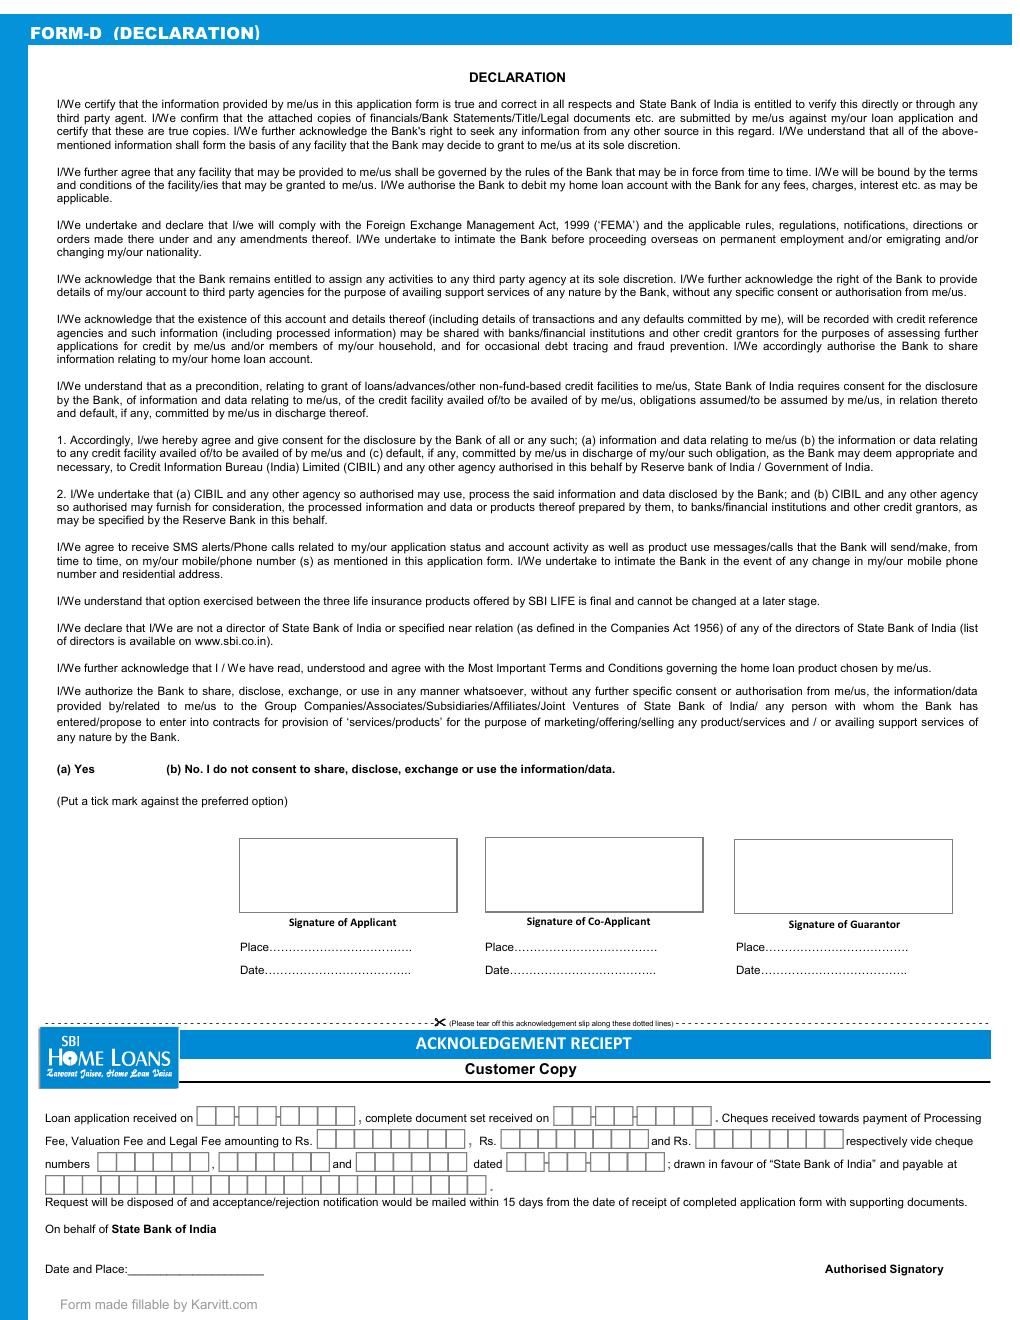 FORM-D (DECLARATION)
DECLARATION
I/We certify that the information provided by me/us in this application form is true and correct in all respects and State Bank of India is entitled to verify this directly or through any
third party agent. I/We confirm that the attached copies of financials/Bank Statements/Title/Legal documents etc. are submitted by me/us against my/our loan application and
certify that these are true copies. I/We further acknowledge the Bank's right to seek any information from any other source in this regard. I/We understand that all of the above-
mentioned information shall form the basis of any facility that the Bank may decide to grant to me/us at its sole discretion.
I/We further agree that any facility that may be provided to me/us shall be governed by the rules of the Bank that may be in force from time to time. I/We will be bound by the terms
and conditions of the facility/ies that may be granted to me/us. I/We authorise the Bank to debit my home loan account with the Bank for any fees, charges, interest etc. as may be
applicable.
I/We undertake and declare that I/we will comply with the Foreign Exchange Management Act, 1999 (‘FEMA’) and the applicable rules, regulations, notifications, directions or
orders made there under and any amendments thereof. I/We undertake to intimate the Bank before proceeding overseas on permanent employment and/or emigrating and/or
changing my/our nationality.
I/We acknowledge that the Bank remains entitled to assign any activities to any third party agency at its sole discretion. I/We further acknowledge the right of the Bank to provide
details of my/our account to third party agencies for the purpose of availing support services of any nature by the Bank, without any specific consent or authorisation from me/us.
I/We acknowledge that the existence of this account and details thereof (including details of transactions and any defaults committed by me), will be recorded with credit reference
agencies and such information (including processed information) may be shared with banks/financial institutions and other credit grantors for the purposes of assessing further
applications for credit by me/us and/or members of my/our household, and for occasional debt tracing and fraud prevention. I/We accordingly authorise the Bank to share
information relating to my/our home loan account.
I/We understand that as a precondition, relating to grant of loans/advances/other non-fund-based credit facilities to me/us, State Bank of India requires consent for the disclosure
by the Bank, of information and data relating to me/us, of the credit facility availed of/to be availed of by me/us, obligations assumed/to be assumed by me/us, in relation thereto
and default, if any, committed by me/us in discharge thereof.
1. Accordingly, I/we hereby agree and give consent for the disclosure by the Bank of all or any such; (a) information and data relating to me/us (b) the information or data relating
to any credit facility availed of/to be availed of by me/us and (c) default, if any, committed by me/us in discharge of my/our such obligation, as the Bank may deem appropriate and
necessary, to Credit Information Bureau (India) Limited (CIBIL) and any other agency authorised in this behalf by Reserve bank of India / Government of India.
2. I/We undertake that (a) CIBIL and any other agency so authorised may use, process the said information and data disclosed by the Bank; and (b) CIBIL and any other agency
so authorised may furnish for consideration, the processed information and data or products thereof prepared by them, to banks/financial institutions and other credit grantors, as
may be specified by the Reserve Bank in this behalf.
I/We agree to receive SMS alerts/Phone calls related to my/our application status and account activity as well as product use messages/calls that the Bank will send/make, from
time to time, on my/our mobile/phone number (s) as mentioned in this application form. I/We undertake to intimate the Bank in the event of any change in my/our mobile phone
number and residential address.
I/We understand that option exercised between the three life insurance products offered by SBI LIFE is final and cannot be changed at a later stage.
I/We declare that I/We are not a director of State Bank of India or specified near relation (as defined in the Companies Act 1956) of any of the directors of State Bank of India (list
of directors is available on www.sbi.co.in).
I/We further acknowledge that I / We have read, understood and agree with the Most Important Terms and Conditions governing the home loan product chosen by me/us.
I/We authorize the Bank to share, disclose, exchange, or use in any manner whatsoever, without any further specific consent or authorisation from me/us, the information/data
provided by/related to me/us to the Group Companies/Associates/Subsidiaries/Affiliates/Joint Ventures of State Bank of India/ any person with whom the Bank has
entered/propose to enter into contracts for provision of ‘services/products’ for the purpose of marketing/offering/selling any product/services and / or availing support services of
any nature by the Bank.
(a) Yes (b) No. I do not consent to share, disclose, exchange or use the information/data.
(Put a tick mark against the preferred option)
Signature of Applicant Signature of Co-Applicant Signature of Guarantor
Place……………………………….. Place……………………………….. Place………………………………..
Date……………………………….. Date……………………………….. Date………………………………..
(Please tear off this acknowledgement slip along these dotted lines)
SBI
HOME LOANS
Zaroorat Jaisee, Home Loan Vaisa
ACKNOLEDGEMENT RECIEPT
Customer Copy
Loan application received on - - , complete document set received on - - . Cheques received towards payment of Processing
Fee, Valuation Fee and Legal Fee amounting to Rs. , Rs. and Rs. respectively vide cheque
numbers , and dated - - ; drawn in favour of “State Bank of India” and payable at
.
Request will be disposed of and acceptance/rejection notification would be mailed within 15 days from the date of receipt of completed application form with supporting documents.
On behalf of State Bank of India
Date and Place:_____________________ Authorised Signatory
Form made fillable by Karvitt.com